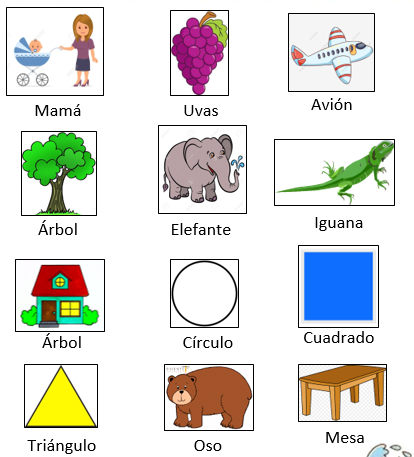 Mamá Uvas Avión
Árbol Elefante Iguana
Árbol Círculo Cuadrado
Triángulo Oso Mesa